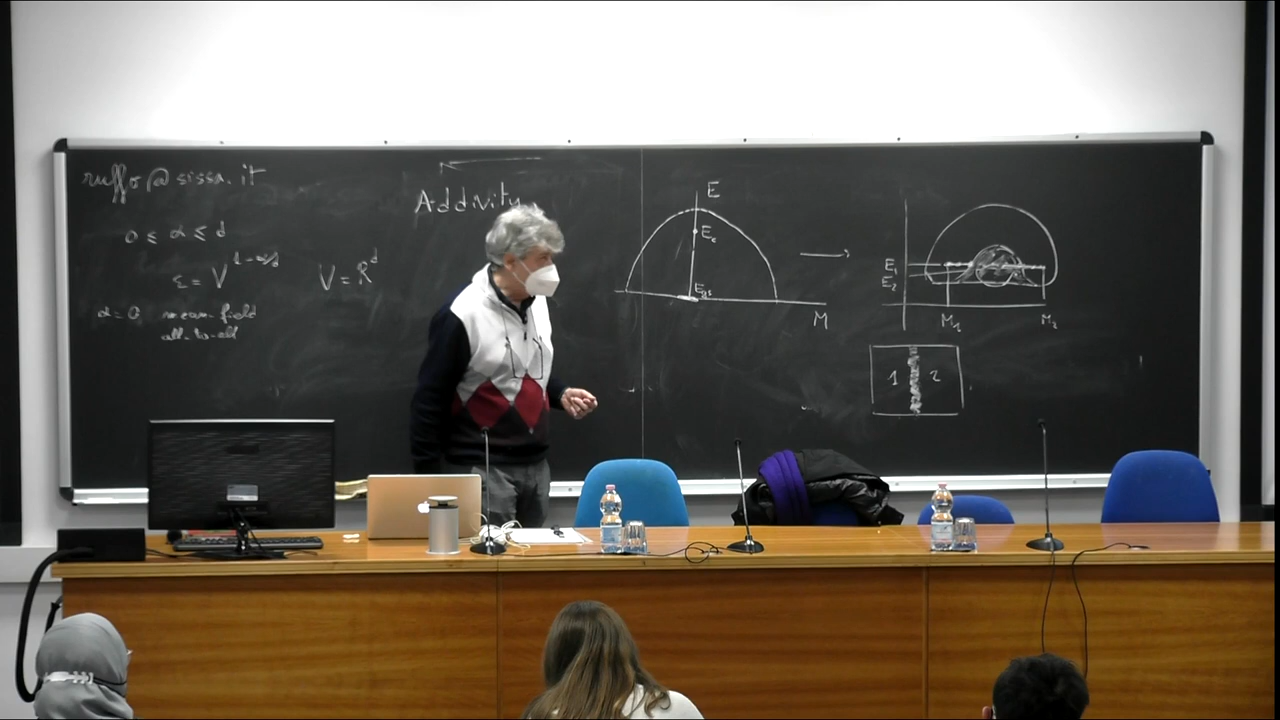 ruffo@sissa.it
0 ≤ α ≤ d
ε = V^{1-α/d}
V = R^d
α = 0, mean-field
all-to-all
Addivity
E
E_c
E_gs
M
E_1
E_2
M_1
M_2
1 2